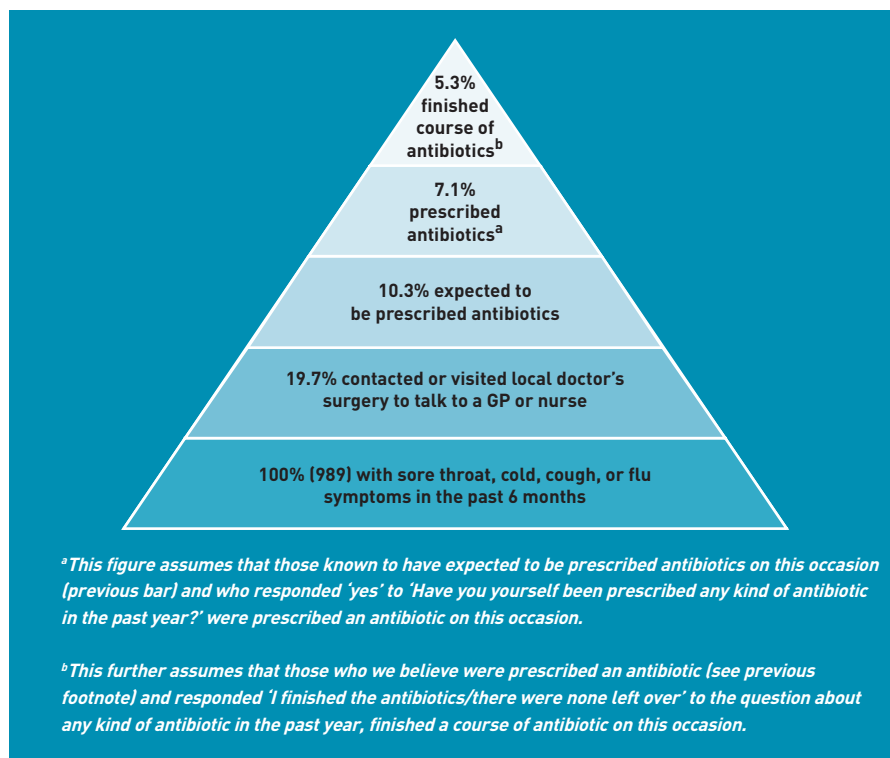 5.3%
finished
course of
antibiotics^b
7.1%
prescribed
antibiotics^a
10.3% expected to
be prescribed antibiotics
19.7% contacted or visited local doctor's
surgery to talk to a GP or nurse
100% (989) with sore throat, cold, cough, or flu
symptoms in the past 6 months
^aThis figure assumes that those known to have expected to be prescribed antibiotics on this occasion
(previous bar) and who responded ‘yes’ to ‘Have you yourself been prescribed any kind of antibiotic
in the past year?’ were prescribed an antibiotic on this occasion.
^bThis further assumes that those who we believe were prescribed an antibiotic (see previous
footnote) and responded ‘I finished the antibiotics/there were none left over’ to the question about
any kind of antibiotic in the past year, finished a course of antibiotic on this occasion.